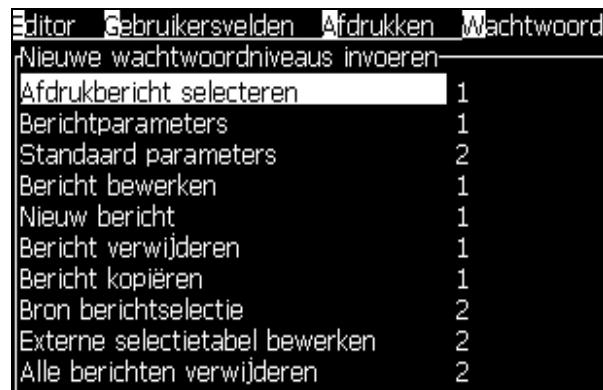 Editor Gebruikersvelden Afdrukken Wachtwoord
Nieuwe wachtwoordniveaus invoeren
Afdrukbericht selecteren 1
Berichtparameters 1
Standaard parameters 2
Bericht bewerken 1
Nieuw bericht 1
Bericht verwijderen 1
Bericht kopiëren 1
Bron berichtselectie 2
Externe selectietabel bewerken 2
Alle berichten verwijderen 2